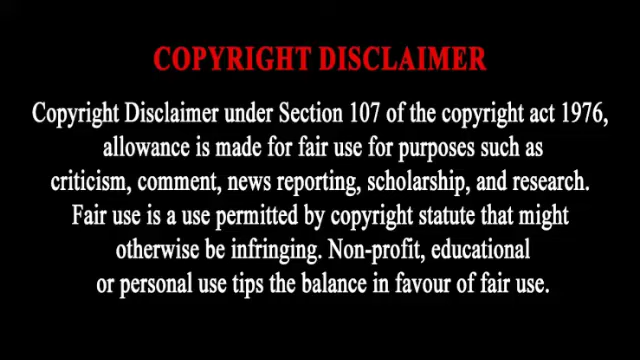 COPYRIGHT DISCLAIMER
Copyright Disclaimer under Section 107 of the copyright act 1976,
allowance is made for fair use for purposes such as
criticism, comment, news reporting, scholarship, and research.
Fair use is a use permitted by copyright statute that might
otherwise be infringing. Non-profit, educational
or personal use tips the balance in favour of fair use.